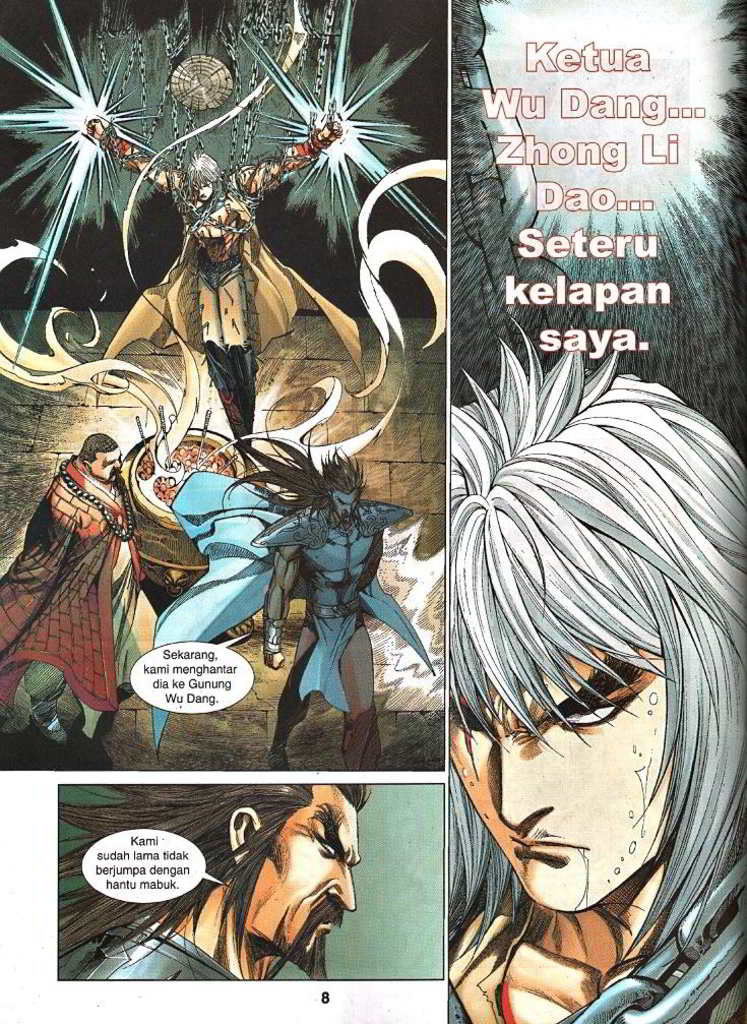 Sekarang,
kami menghantar
dia ke Gunung
Wu Dang.
Kami
sudah lama tidak
berjumpa dengan
hantu mabuk.
Ketua
Wu Dang...
Zhong Li
Dao...
Seteru
kelapan
saya.
8